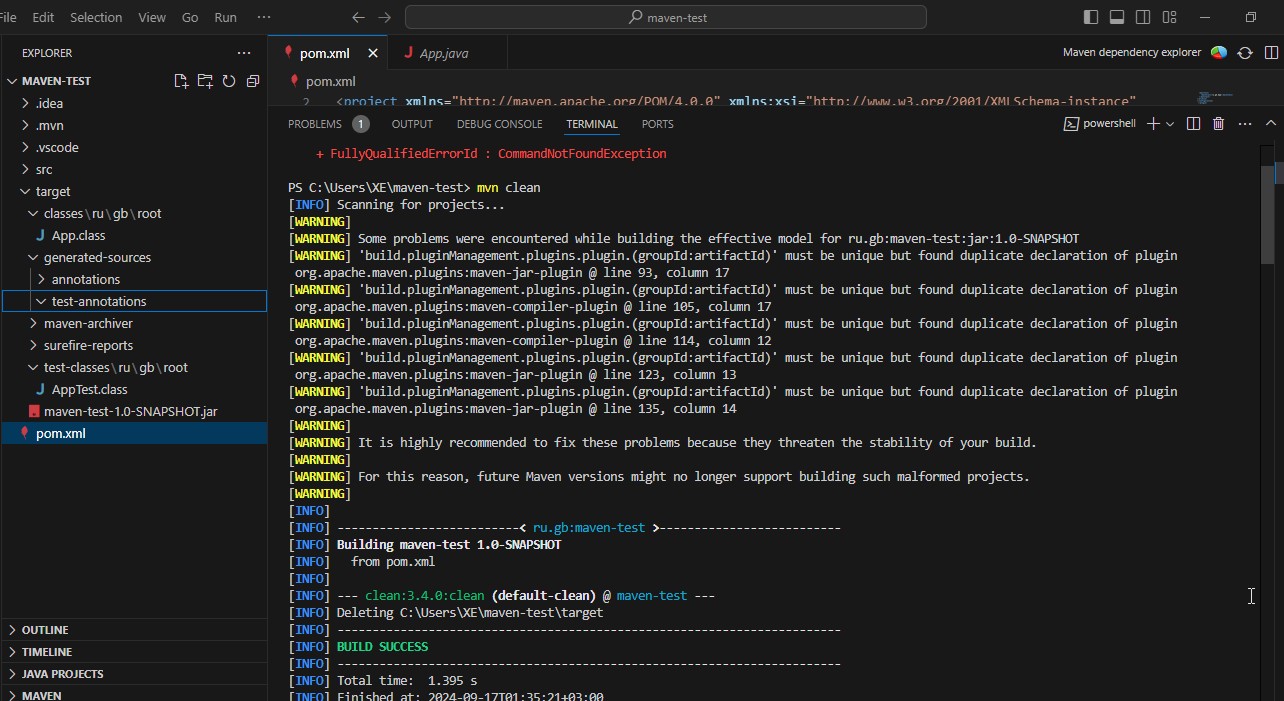 File Edit Selection View Go Run ···
maven-test
EXPLORER ···
MAVEN-TEST
.idea
.mvn
.vscode
src
target
classes\ru\gb\root
App.class
generated-sources
annotations
test-annotations
maven-archiver
surefire-reports
test-classes\ru\gb\root
AppTest.class
maven-test-1.0-SNAPSHOT.jar
pom.xml
OUTLINE
TIMELINE
JAVA PROJECTS
MAVEN
pom.xml App.java
Maven dependency explorer
pom.xml
2 <project xmlns="http://maven.apache.org/POM/4.0.0" xmlns:xsi="http://www.w3.org/2001/XMLSchema-instance"
PROBLEMS 1 OUTPUT DEBUG CONSOLE TERMINAL PORTS
powershell
+ FullyQualifiedErrorId : CommandNotFoundException
PS C:\Users\XE\maven-test> mvn clean
[INFO] Scanning for projects...
[WARNING]
[WARNING] Some problems were encountered while building the effective model for ru.gb:maven-test:jar:1.0-SNAPSHOT
[WARNING] 'build.pluginManagement.plugins.plugin.(groupId:artifactId)' must be unique but found duplicate declaration of plugin
org.apache.maven.plugins:maven-jar-plugin @ line 93, column 17
[WARNING] 'build.pluginManagement.plugins.plugin.(groupId:artifactId)' must be unique but found duplicate declaration of plugin
org.apache.maven.plugins:maven-compiler-plugin @ line 105, column 17
[WARNING] 'build.pluginManagement.plugins.plugin.(groupId:artifactId)' must be unique but found duplicate declaration of plugin
org.apache.maven.plugins:maven-compiler-plugin @ line 114, column 12
[WARNING] 'build.pluginManagement.plugins.plugin.(groupId:artifactId)' must be unique but found duplicate declaration of plugin
org.apache.maven.plugins:maven-jar-plugin @ line 123, column 13
[WARNING] 'build.pluginManagement.plugins.plugin.(groupId:artifactId)' must be unique but found duplicate declaration of plugin
org.apache.maven.plugins:maven-jar-plugin @ line 135, column 14
[WARNING]
[WARNING] It is highly recommended to fix these problems because they threaten the stability of your build.
[WARNING]
[WARNING] For this reason, future Maven versions might no longer support building such malformed projects.
[WARNING]
[INFO]
[INFO] --------------------------< ru.gb:maven-test >--------------------------
[INFO] Building maven-test 1.0-SNAPSHOT
[INFO]   from pom.xml
[INFO]
[INFO] --- clean:3.4.0:clean (default-clean) @ maven-test ---
[INFO] Deleting C:\Users\XE\maven-test\target
[INFO] ------------------------------------------------------------------------
[INFO] BUILD SUCCESS
[INFO] ------------------------------------------------------------------------
[INFO] Total time:  1.395 s
[INFO] Finished at: 2024-09-17T01:35:21+03:00